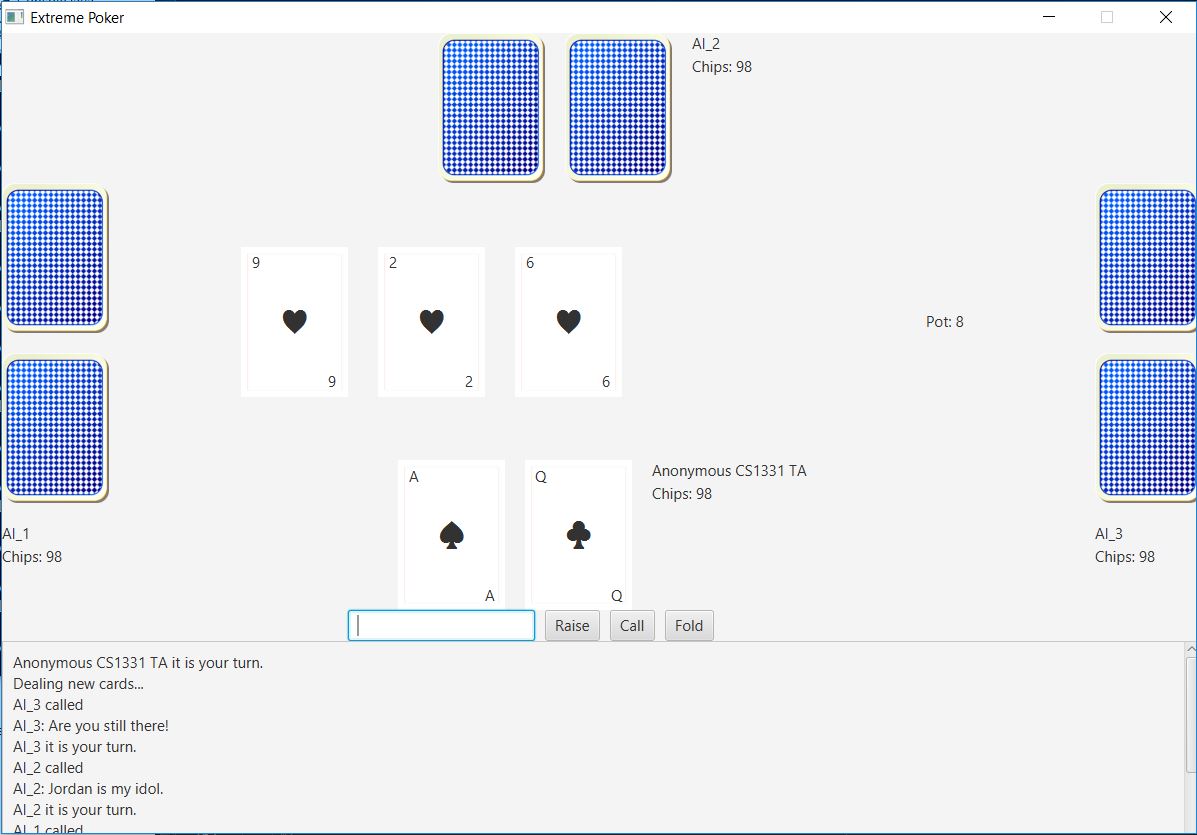 Extreme Poker
AI_2
Chips: 98
9
9
2
2
6
6
Pot: 8
A
A
Q
Q
Anonymous CS1331 TA
Chips: 98
AI_1
Chips: 98
AI_3
Chips: 98
Raise
Call
Fold
Anonymous CS1331 TA it is your turn.
Dealing new cards...
AI_3 called
AI_3: Are you still there!
AI_3 it is your turn.
AI_2 called
AI_2: Jordan is my idol.
AI_2 it is your turn.
AI_1 called